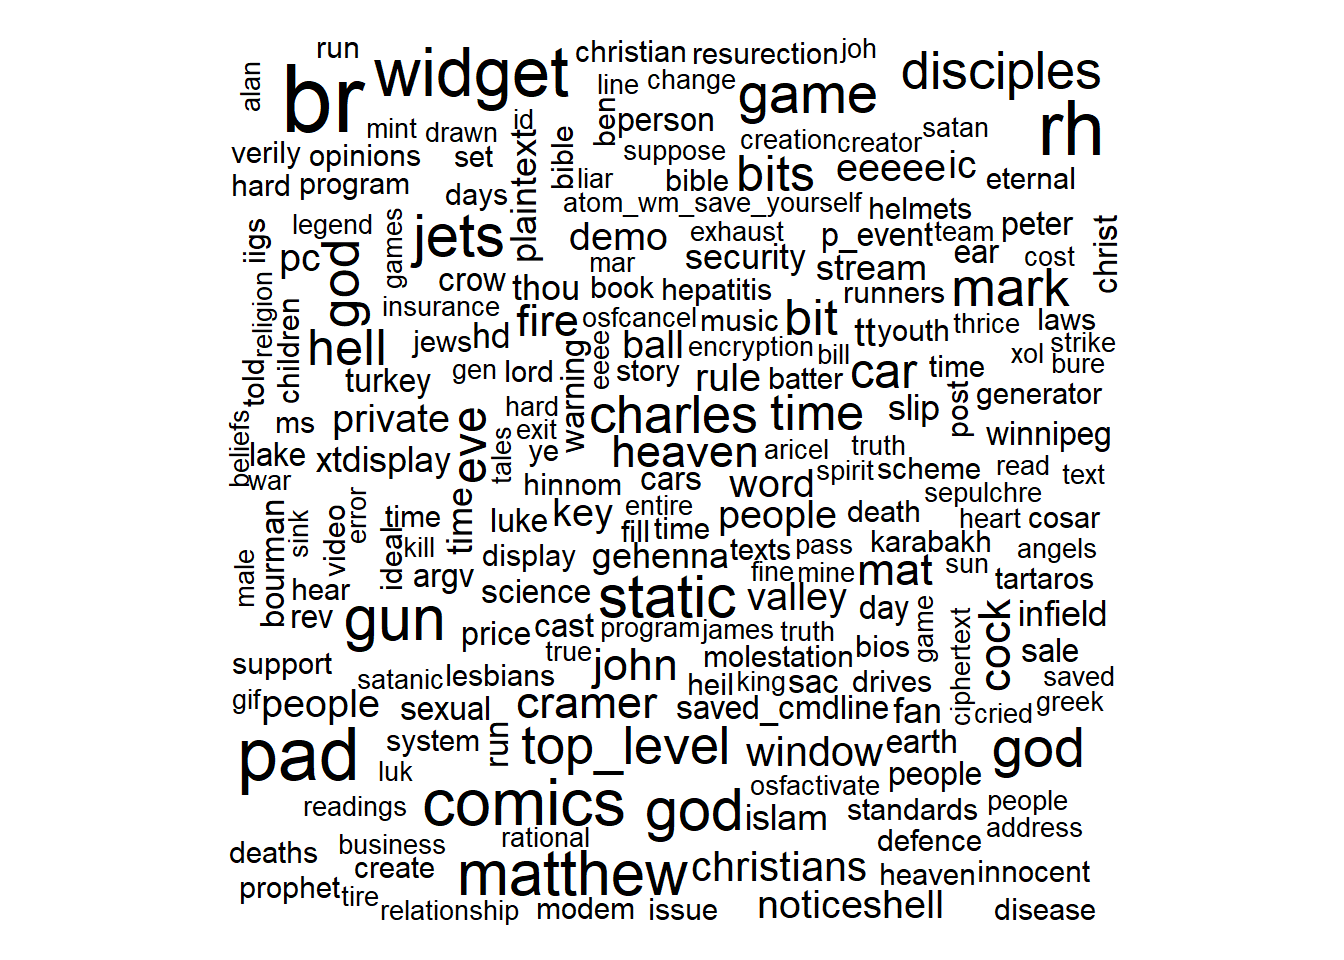 run christian resurection joh
alan br widget line change game disciples
mint drawn plaintext id bible ben person creation creator satan rh
verily opinions set suppose bits eeeee ic
hard program days liar bible eternal
atom_wm_save_yourself helmets
iigs legend games jets demo exhaust p_event team peter christ
pc god crow mar security stream ear cost
religion insurance thou book hepatitis runners mark
children hell jews hd fire osfcancel music bit tt youth thrice laws
told turkey gen lord warning eeee ball encryption bill xol strike
story rule batter car time bure
beliefs ms private eve hard charles time slip post generator
exit winnipeg
lake xtdisplay tales ye heaven aricel truth
war hinnom cars word spirit scheme read text
sink video error time time luke key entire people death sepulchre heart cosar
male bourman ideal kill display fill time gehenna texts pass karabakh angels
hear argv science static fine mine mat sun tartaros
rev gun price cast valley day game ciphertext cock infield
program james truth
support true john molestation bios sale
satanic lesbians heil king sac drives saved
gif people sexual cramer saved_cmdline fan cried greek
pad system run top_level window earth god
luk people
readings comics god osfactivate standards people
islam address
deaths business rational defence
create matthew christians heaven innocent
prophet tire relationship modem issue noticeshell disease